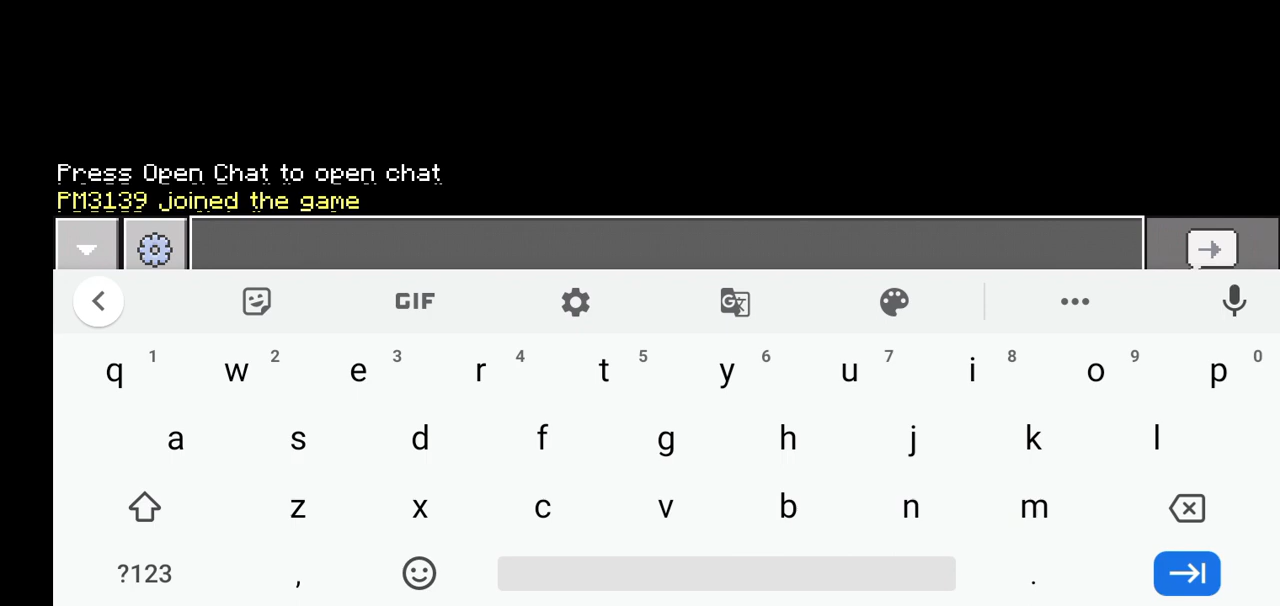 Press Open Chat to open chat
PM3139 joined the game
GIF
q 1 w 2 e 3 r 4 t 5 y 6 u 7 i 8 o 9 p 0
a s d f g h j k l
z x c v b n m
?123 , .